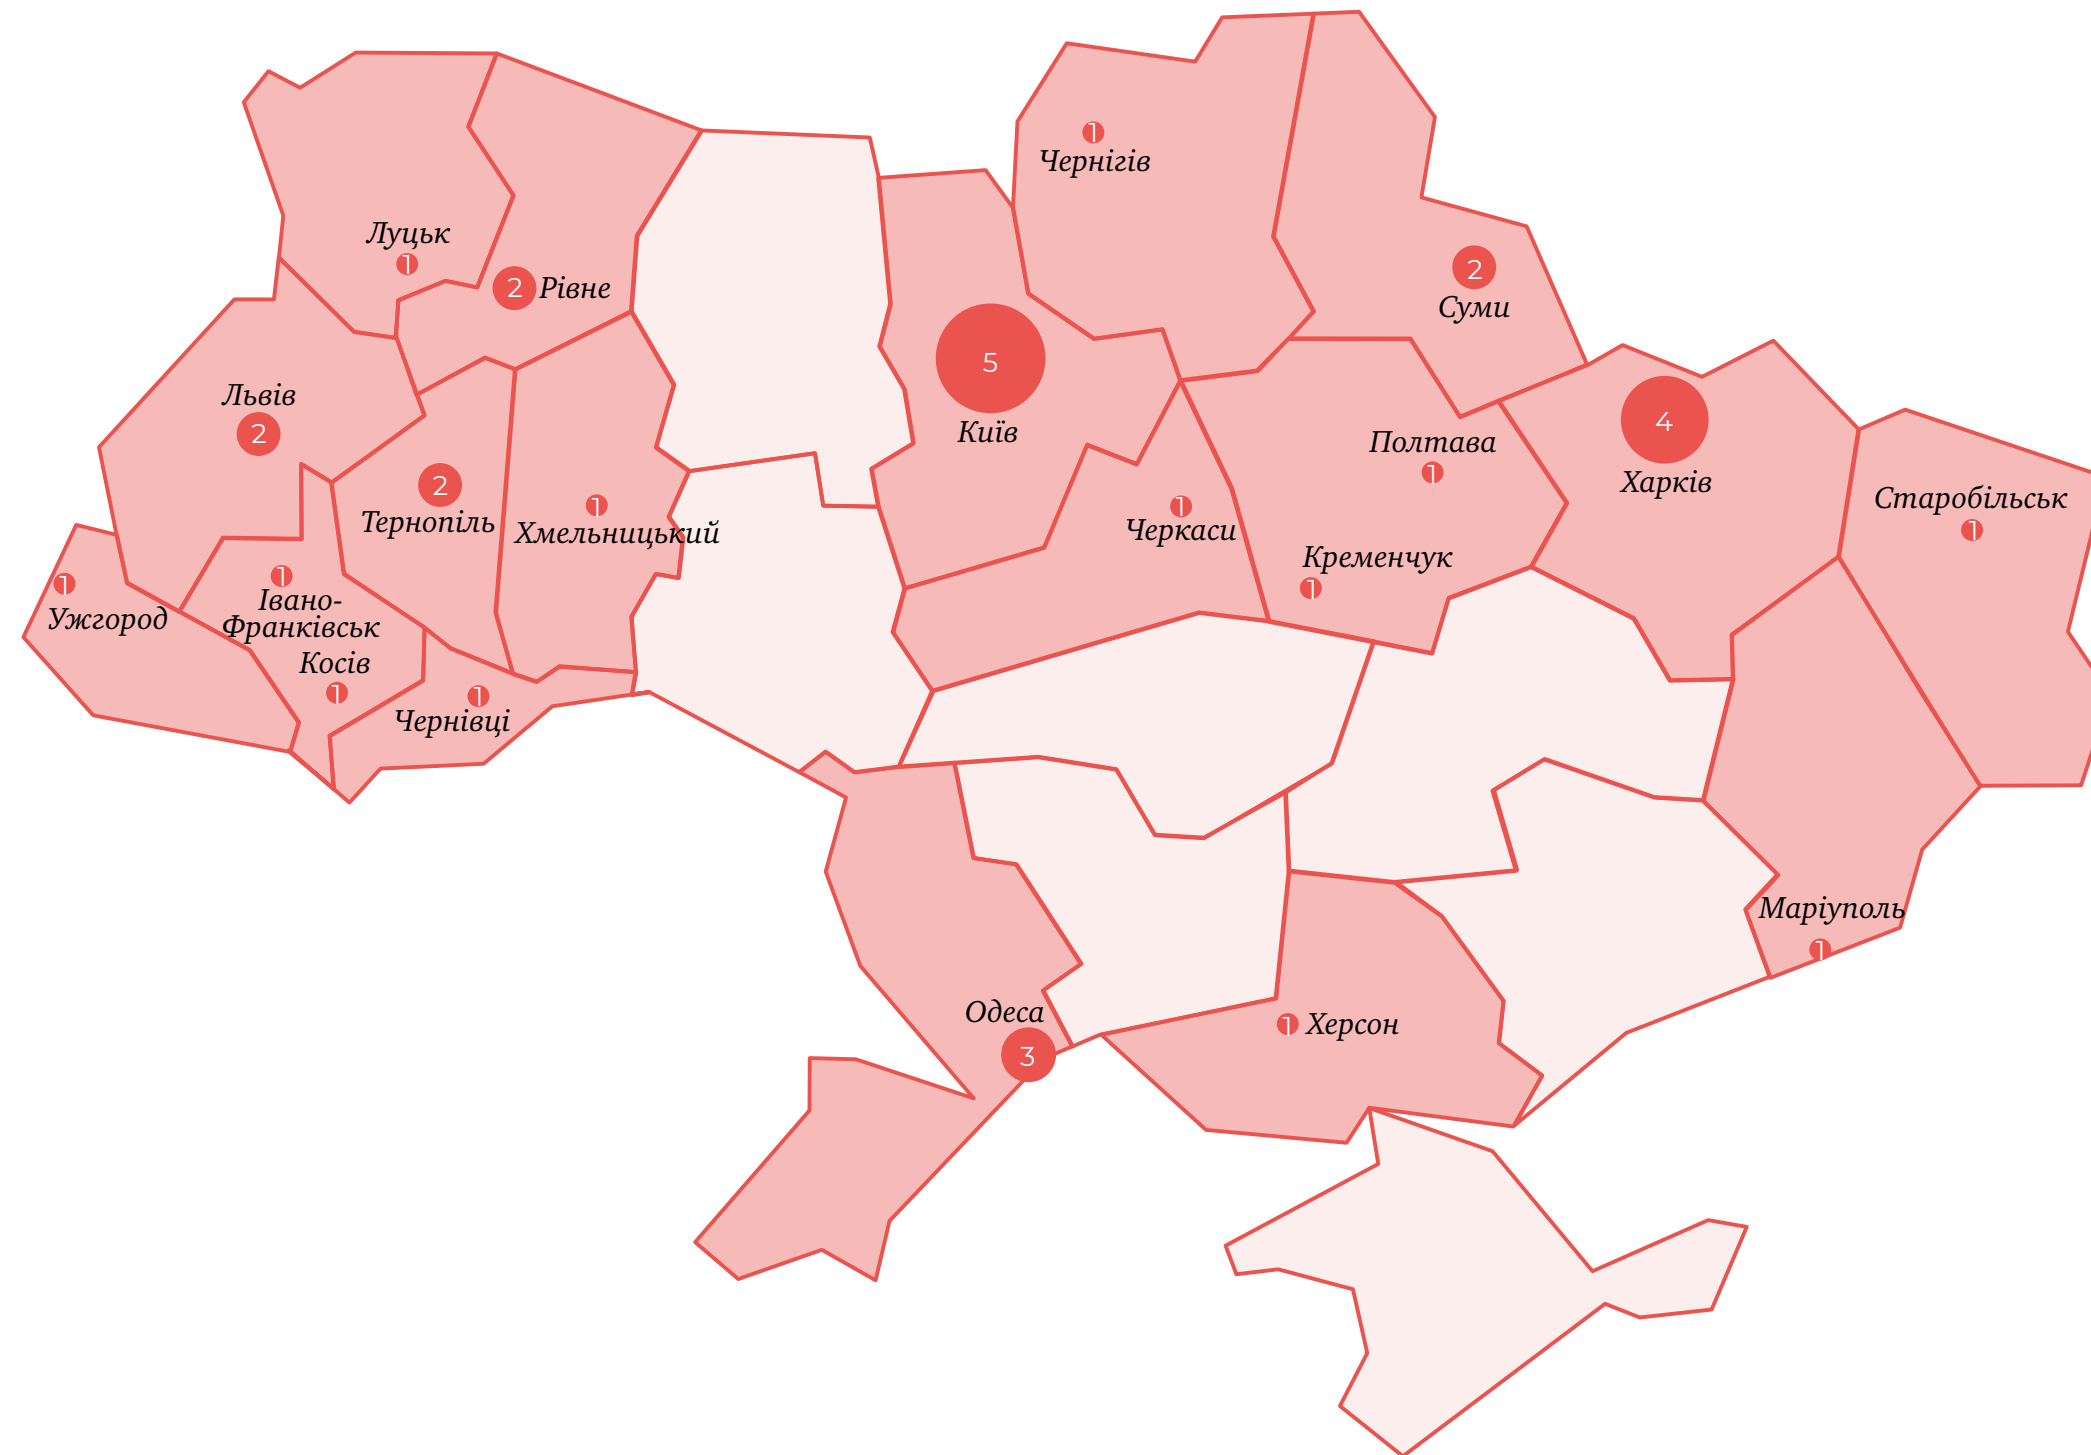 1
Чернігів
Луцьк
1
2 Рівне
2
Суми
5
Київ
Львів
2
4
Харків
Полтава
1
2
Тернопіль
1
Хмельницький
1
Черкаси
Старобільськ
1
Кременчук
1
1
Ужгород
1
Івано-
Франківськ
Косів
1
1
Чернівці
Маріуполь
1
Одеса
3
1 Херсон